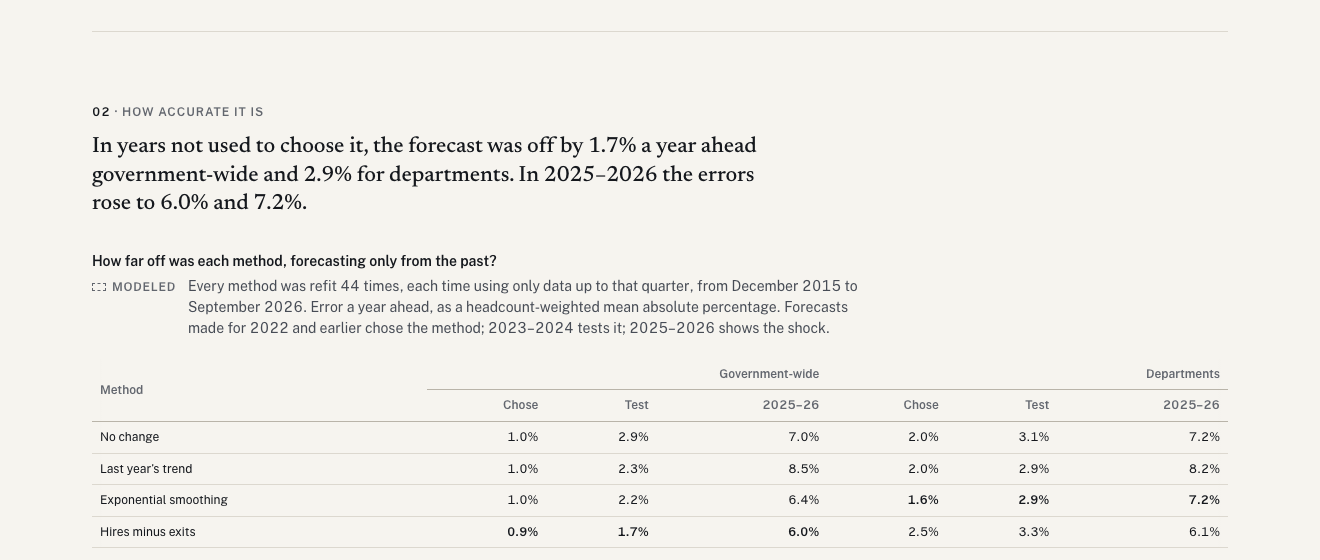 02 · HOW ACCURATE IT IS
In years not used to choose it, the forecast was off by 1.7% a year ahead
government-wide and 2.9% for departments. In 2025–2026 the errors
rose to 6.0% and 7.2%.
How far off was each method, forecasting only from the past?
MODELED Every method was refit 44 times, each time using only data up to that quarter, from December 2015 to
September 2026. Error a year ahead, as a headcount-weighted mean absolute percentage. Forecasts
made for 2022 and earlier chose the method; 2023–2024 tests it; 2025–2026 shows the shock.
Method Government-wide Departments
Chose Test 2025–26 Chose Test 2025–26
No change 1.0% 2.9% 7.0% 2.0% 3.1% 7.2%
Last year's trend 1.0% 2.3% 8.5% 2.0% 2.9% 8.2%
Exponential smoothing 1.0% 2.2% 6.4% 1.6% 2.9% 7.2%
Hires minus exits 0.9% 1.7% 6.0% 2.5% 3.3% 6.1%